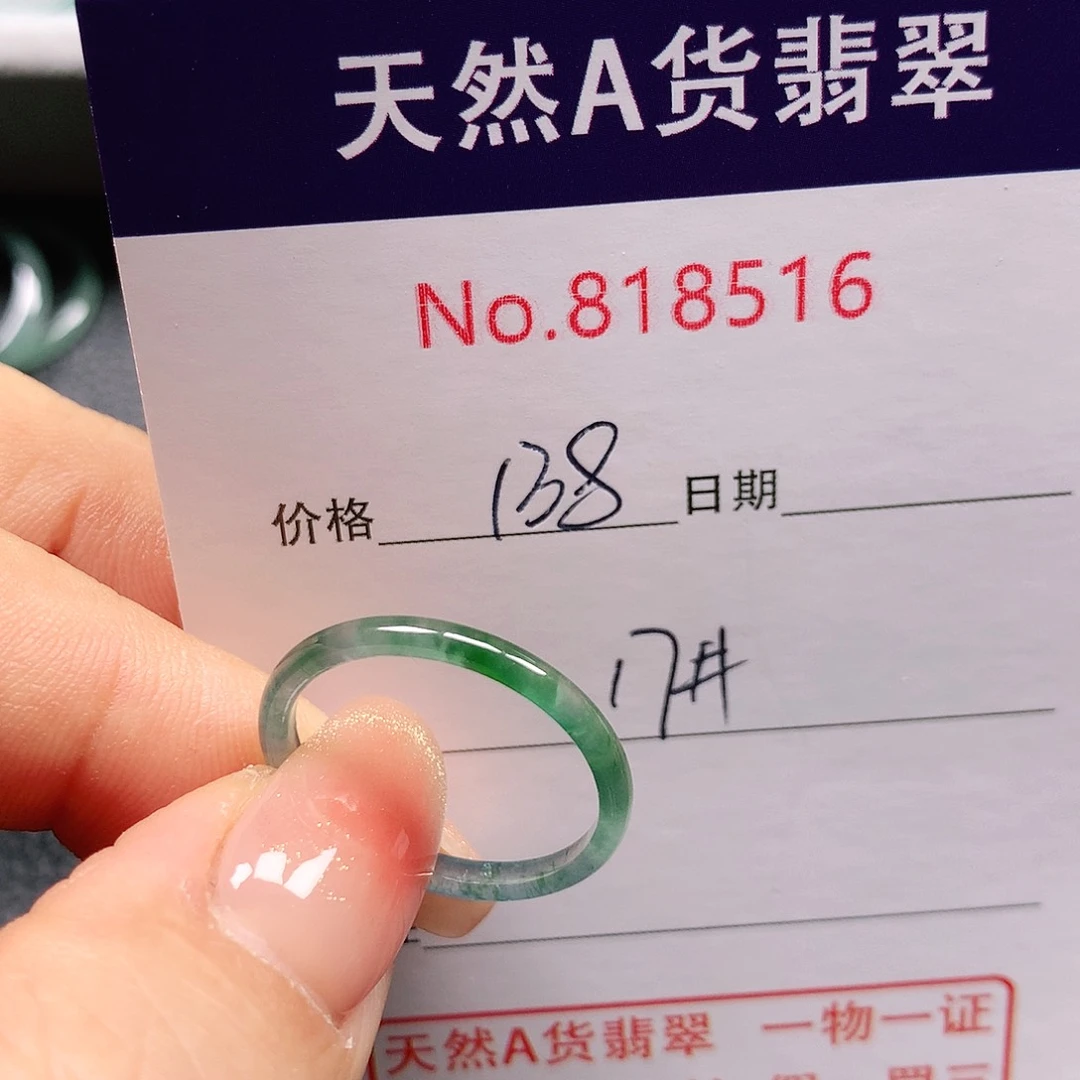 天然A货翡翠
No.818516
价格 138 日期
17#
天然A货翡翠 一物一证